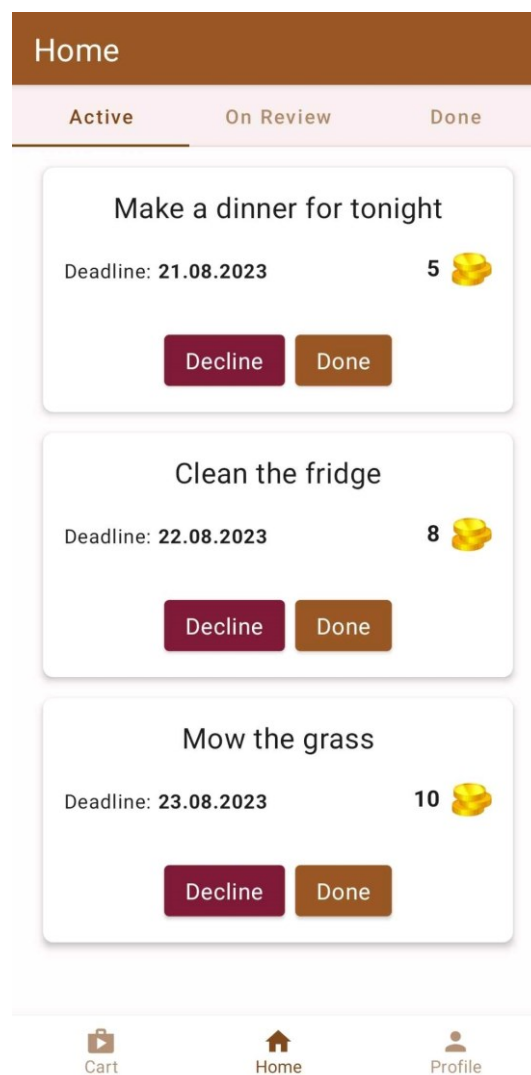 Home
Active On Review Done
Make a dinner for tonight
Deadline: 21.08.2023 5
Decline Done
Clean the fridge
Deadline: 22.08.2023 8
Decline Done
Mow the grass
Deadline: 23.08.2023 10
Decline Done
Cart Home Profile